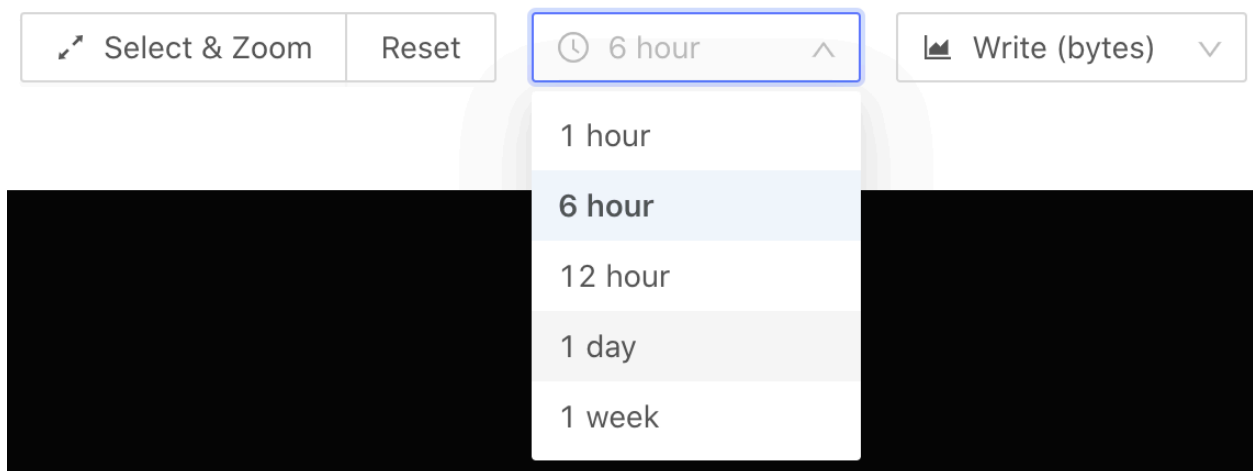 Select & Zoom Reset 6 hour Write (bytes)
1 hour
6 hour
12 hour
1 day
1 week